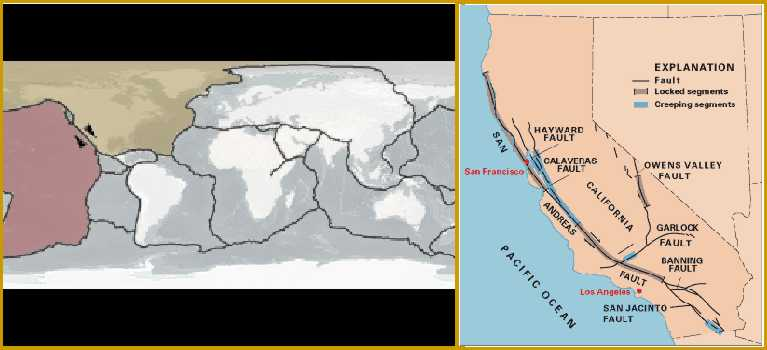 EXPLANATION
Fault
Locked segments
Creeping segments
HAYWARD
FAULT
SAN
San Francisco
CALAVERAS
FAULT
OWENS VALLEY
FAULT
CALIFORNIA
ANDREAS
GARLOCK
FAULT
BANNING
FAULT
FAULT
PACIFIC OCEAN
Los Angeles
SAN JACINTO
FAULT